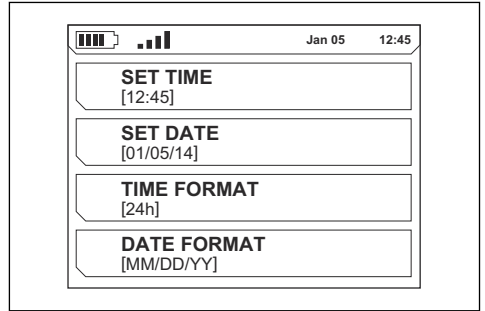 Jan 05 12:45
SET TIME
[12:45]
SET DATE
[01/05/14]
TIME FORMAT
[24h]
DATE FORMAT
[MM/DD/YY]